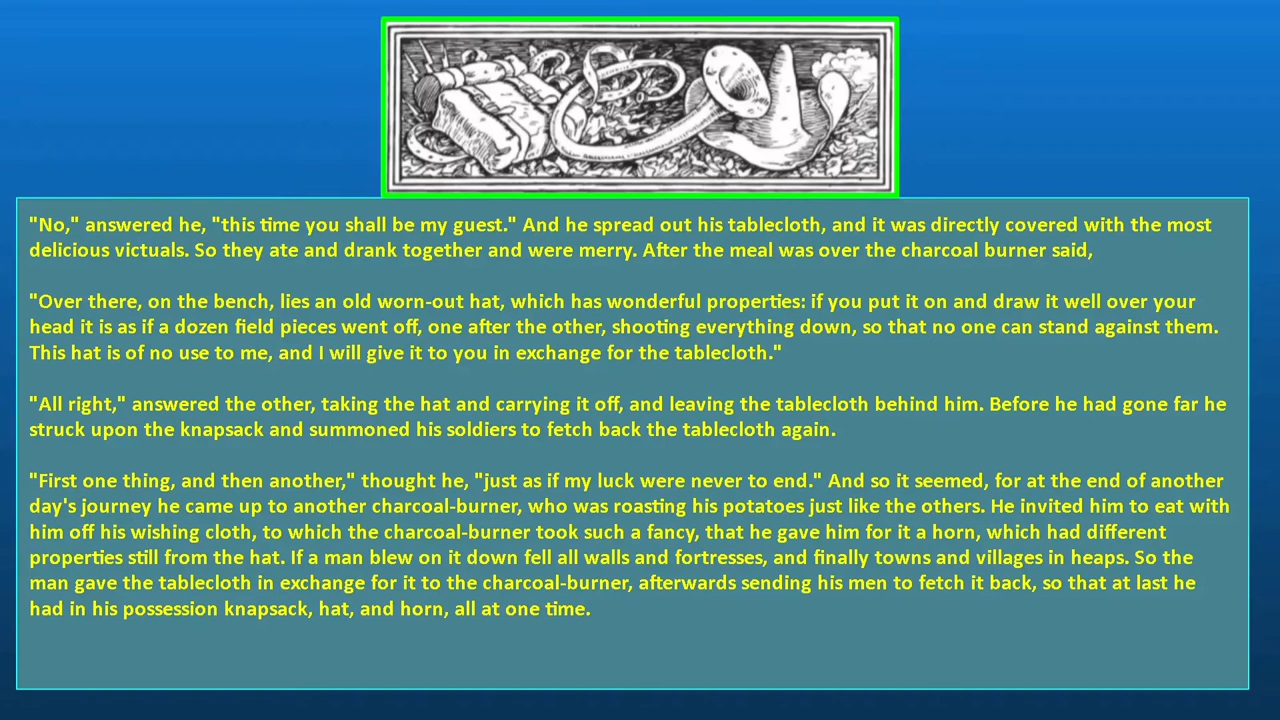 "No," answered he, "this time you shall be my guest." And he spread out his tablecloth, and it was directly covered with the most
delicious victuals. So they ate and drank together and were merry. After the meal was over the charcoal burner said,
"Over there, on the bench, lies an old worn-out hat, which has wonderful properties: if you put it on and draw it well over your
head it is as if a dozen field pieces went off, one after the other, shooting everything down, so that no one can stand against them.
This hat is of no use to me, and I will give it to you in exchange for the tablecloth."
"All right," answered the other, taking the hat and carrying it off, and leaving the tablecloth behind him. Before he had gone far he
struck upon the knapsack and summoned his soldiers to fetch back the tablecloth again.
"First one thing, and then another," thought he, "just as if my luck were never to end." And so it seemed, for at the end of another
day's journey he came up to another charcoal-burner, who was roasting his potatoes just like the others. He invited him to eat with
him off his wishing cloth, to which the charcoal-burner took such a fancy, that he gave him for it a horn, which had different
properties still from the hat. If a man blew on it down fell all walls and fortresses, and finally towns and villages in heaps. So the
man gave the tablecloth in exchange for it to the charcoal-burner, afterwards sending his men to fetch it back, so that at last he
had in his possession knapsack, hat, and horn, all at one time.